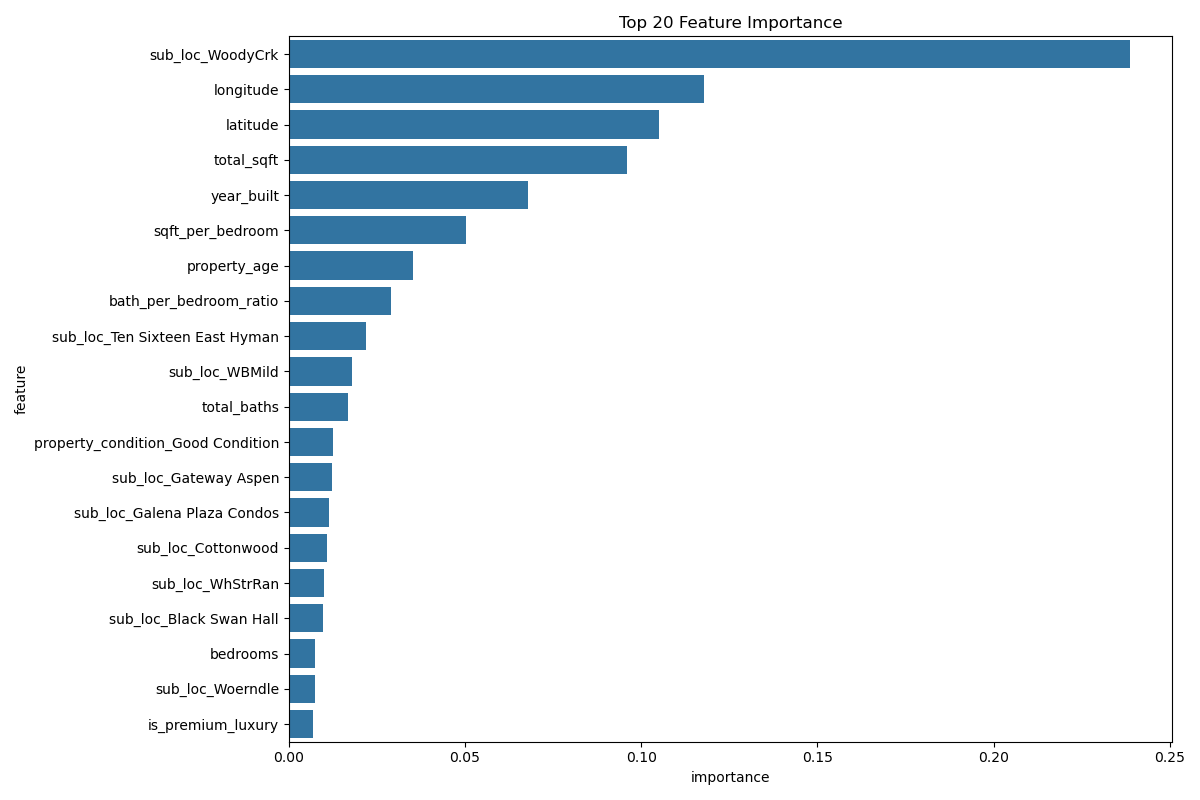 Top 20 Feature Importance
sub_loc_WoodyCrk
longitude
latitude
total_sqft
year_built
sqft_per_bedroom
property_age
bath_per_bedroom_ratio
sub_loc_Ten Sixteen East Hyman
sub_loc_WBMild
total_baths
property_condition_Good Condition
sub_loc_Gateway Aspen
sub_loc_Galena Plaza Condos
sub_loc_Cottonwood
sub_loc_WhStrRan
sub_loc_Black Swan Hall
bedrooms
sub_loc_Woerndle
is_premium_luxury
feature
0.00 0.05 0.10 0.15 0.20 0.25
importance